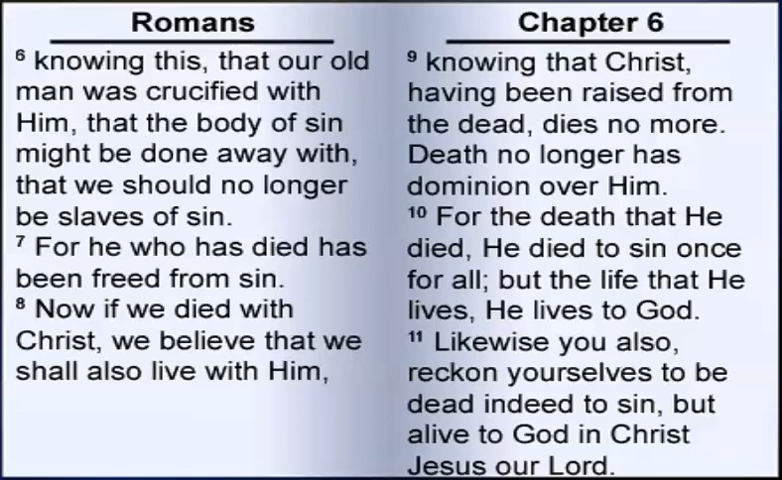 Romans
⁶ knowing this, that our old
man was crucified with
Him, that the body of sin
might be done away with,
that we should no longer
be slaves of sin.
⁷ For he who has died has
been freed from sin.
⁸ Now if we died with
Christ, we believe that we
shall also live with Him,
Chapter 6
⁹ knowing that Christ,
having been raised from
the dead, dies no more.
Death no longer has
dominion over Him.
¹⁰ For the death that He
died, He died to sin once
for all; but the life that He
lives, He lives to God.
¹¹ Likewise you also,
reckon yourselves to be
dead indeed to sin, but
alive to God in Christ
Jesus our Lord.